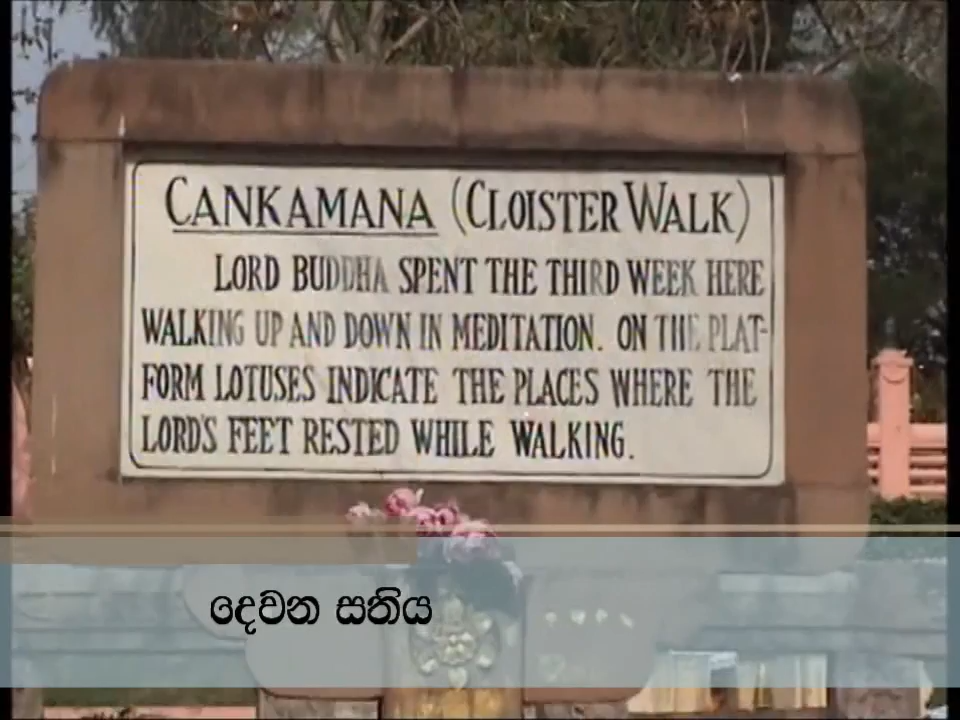 CANKAMANA (CLOISTER WALK)
LORD BUDDHA SPENT THE THIRD WEEK HERE
WALKING UP AND DOWN IN MEDITATION. ON THE PLAT-
FORM LOTUSES INDICATE THE PLACES WHERE THE
LORD'S FEET RESTED WHILE WALKING.
දෙවන සතිය